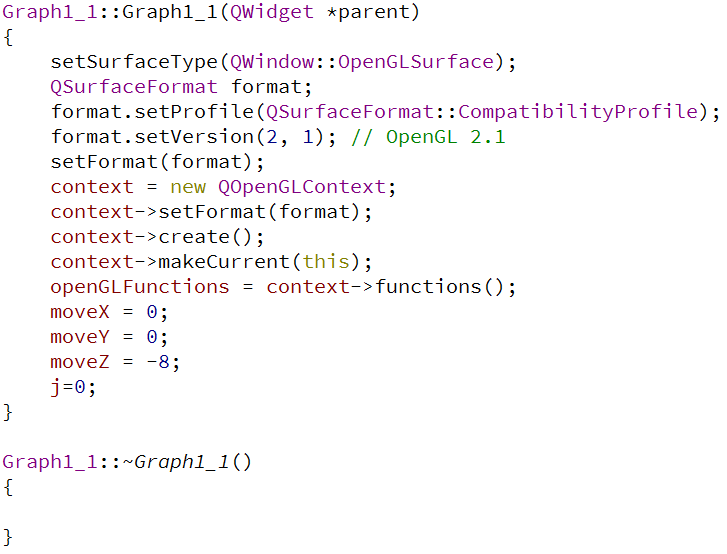 Graph1_1::Graph1_1(QWidget *parent)
{
    setSurfaceType(QWindow::OpenGLSurface);
    QSurfaceFormat format;
    format.setProfile(QSurfaceFormat::CompatibilityProfile);
    format.setVersion(2, 1); // OpenGL 2.1
    setFormat(format);
    context = new QOpenGLContext;
    context->setFormat(format);
    context->create();
    context->makeCurrent(this);
    openGLFunctions = context->functions();
    moveX = 0;
    moveY = 0;
    moveZ = -8;
    j=0;
}

Graph1_1::~Graph1_1()
{

}